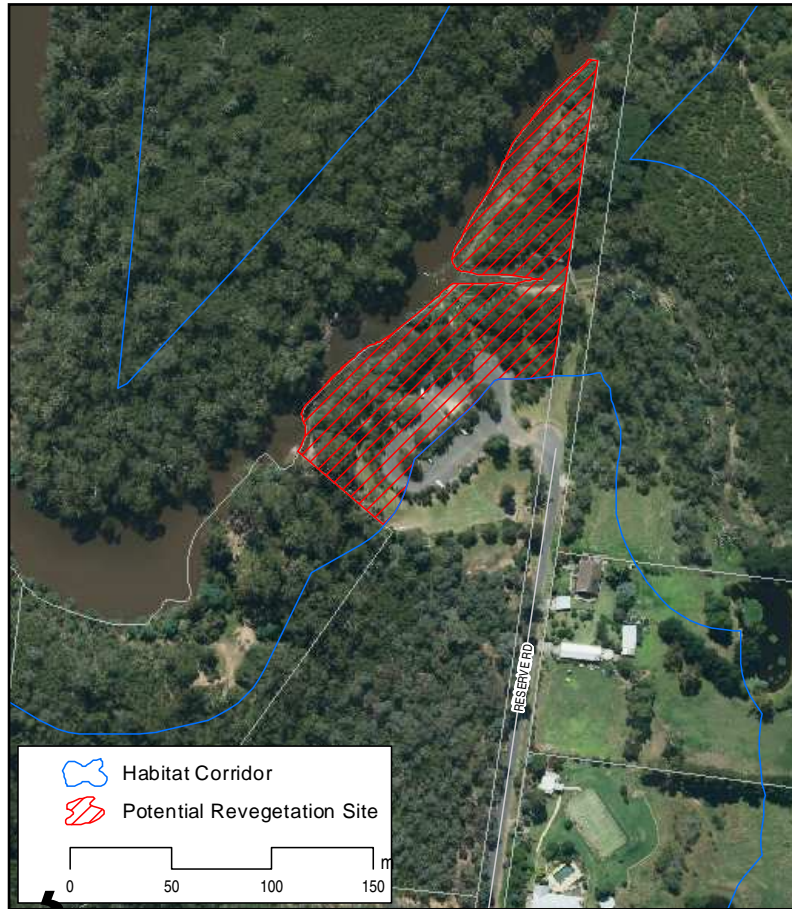 RESERVE RD
Habitat Corridor
Potential Revegetation Site
m
0 50 100 150